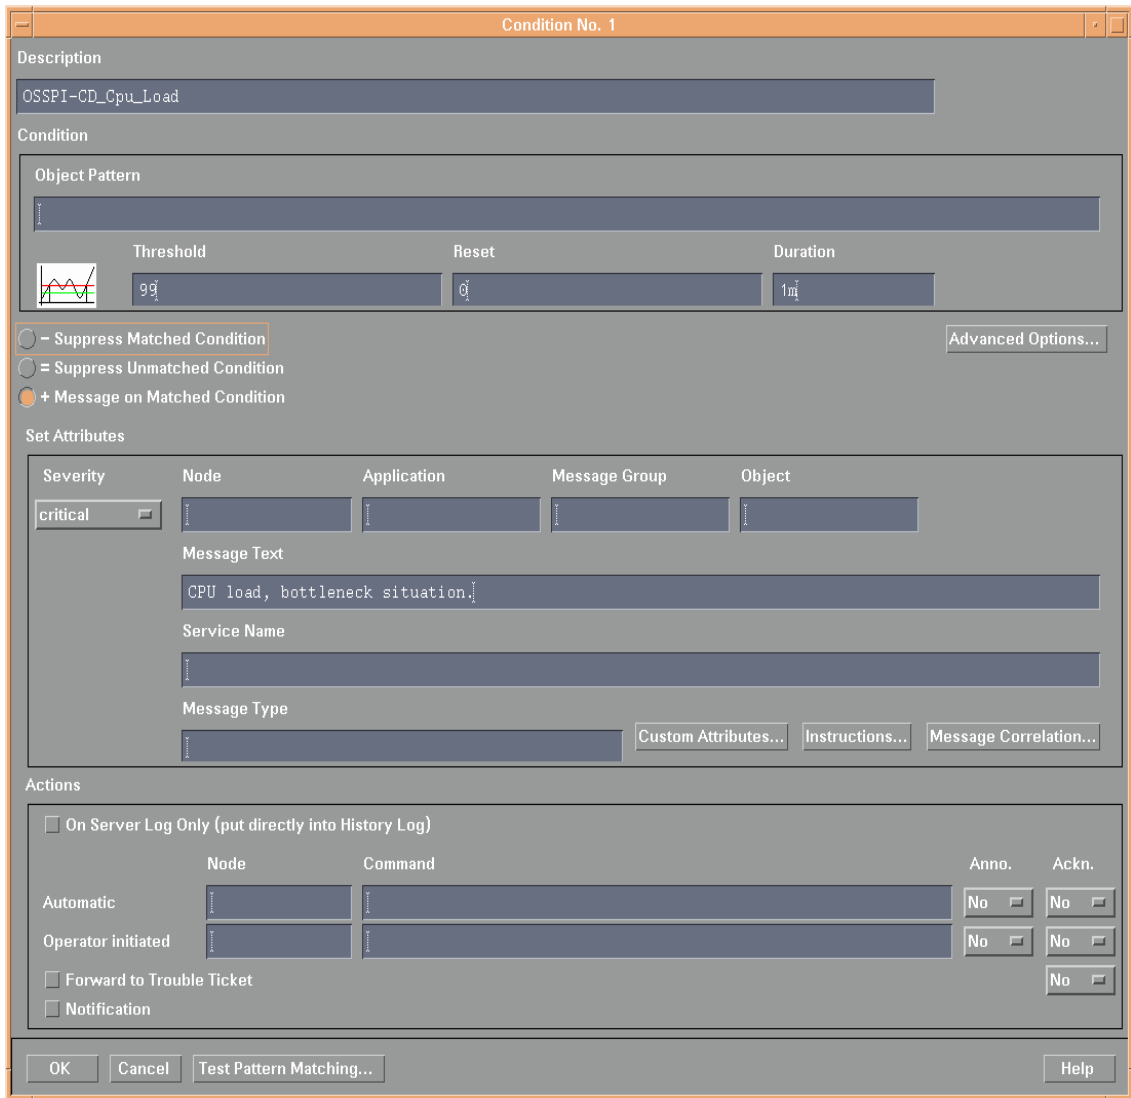 Condition No. 1
Description
OSSPI-CD_Cpu_Load
Condition
Object Pattern
Threshold Reset Duration
99 0 1m
- Suppress Matched Condition Advanced Options...
= Suppress Unmatched Condition
+ Message on Matched Condition
Set Attributes
Severity Node Application Message Group Object
critical
Message Text
CPU load, bottleneck situation.
Service Name
Message Type
Custom Attributes... Instructions... Message Correlation...
Actions
On Server Log Only (put directly into History Log)
Node Command Anno. Ackn.
Automatic No No
Operator initiated No No
Forward to Trouble Ticket No
Notification
OK Cancel Test Pattern Matching... Help